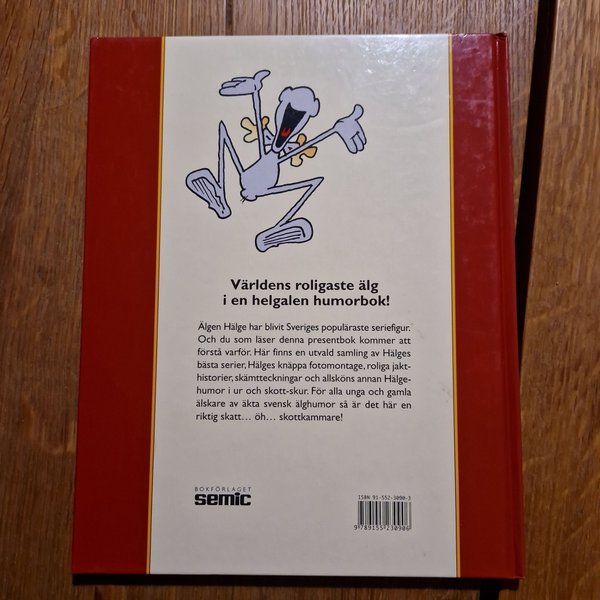 Världens roligaste älg
i en helgalen humorbok!
Älgen Hälge har blivit Sveriges populäraste seriefigur.
Och du som läser denna presentbok kommer att
förstå varför. Här finns en utvald samling av Hälges
bästa serier, Hälges knäppa fotomontage, roliga jakt-
historier, skämtteckningar och allsköns annan Hälge-
humor i ur och skott-skur. För alla unga och gamla
älskare av äkta svensk älghumor så är det här en
riktig skatt... öh... skottkammare!
BOKFÖRLAGET
semic
ISBN 91-552-3090-3
9789155230906